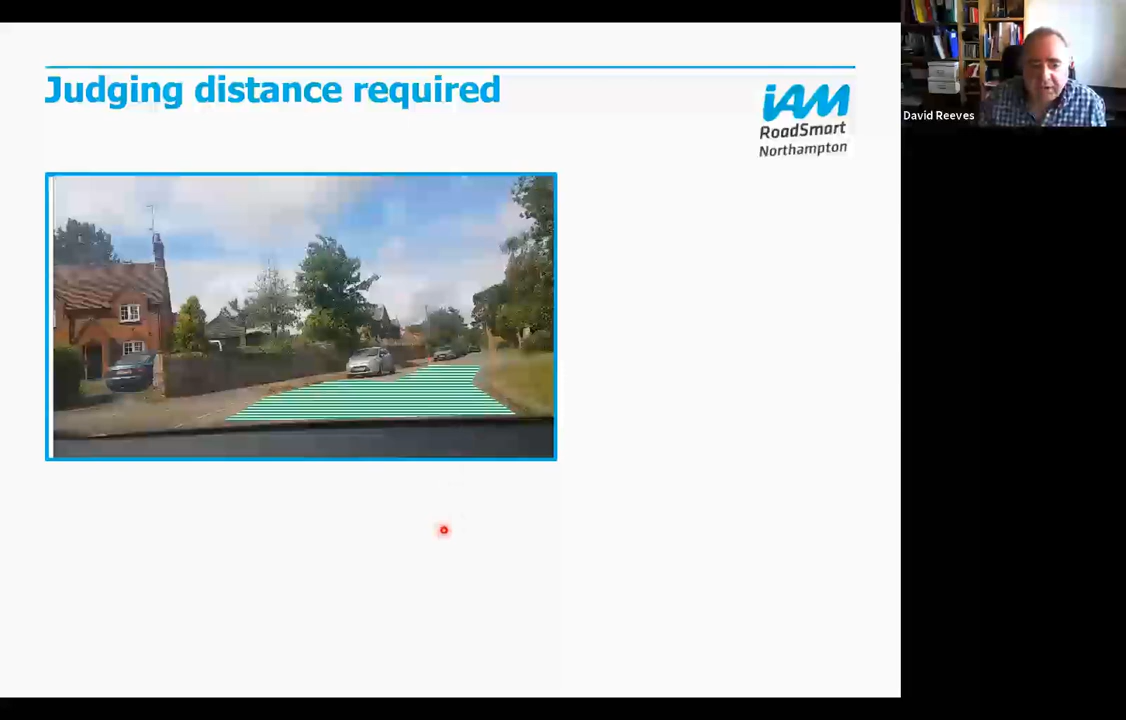 Judging distance required
iAM
RoadSmart
Northampton
David Reeves